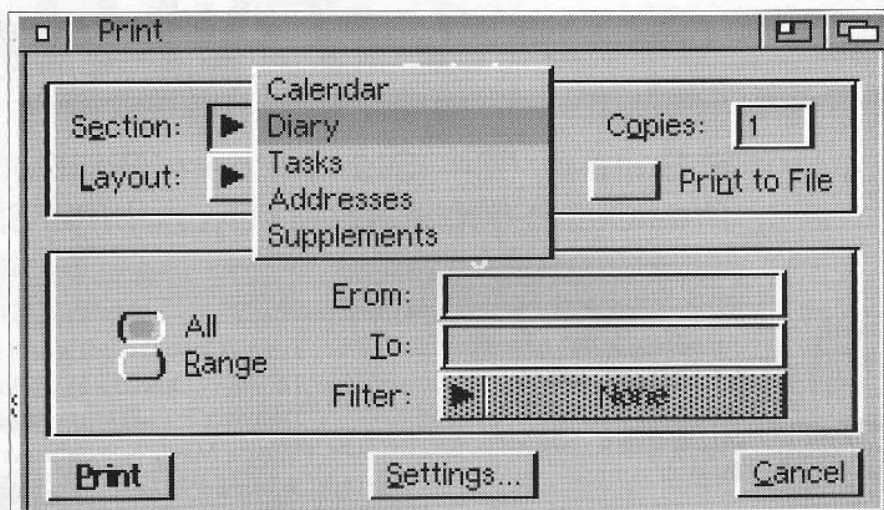 Print
Calendar
Section:
Diary
Copies:
1
Tasks
Layout:
Print to File
Addresses
Supplements
From:
All
To:
Range
Filter:
None
Print
Settings...
Cancel